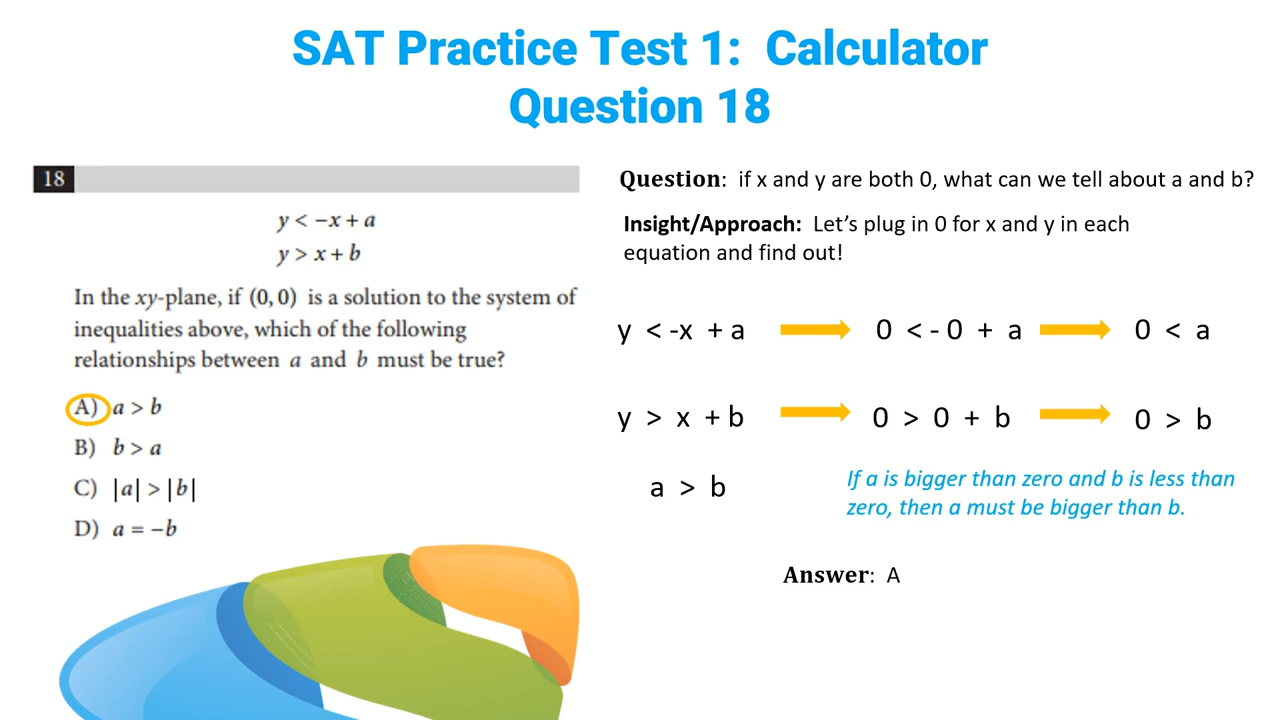 SAT Practice Test 1:  Calculator
Question 18
18
y < −x + a
y > x + b
In the xy-plane, if (0, 0) is a solution to the system of
inequalities above, which of the following
relationships between a and b must be true?
A) a > b
B) b > a
C) |a| > |b|
D) a = −b
Question:  if x and y are both 0, what can we tell about a and b?
Insight/Approach:  Let’s plug in 0 for x and y in each
equation and find out!
y < -x + a 0 < - 0 + a 0 < a
y > x + b 0 > 0 + b 0 > b
a > b
If a is bigger than zero and b is less than
zero, then a must be bigger than b.
Answer:  A